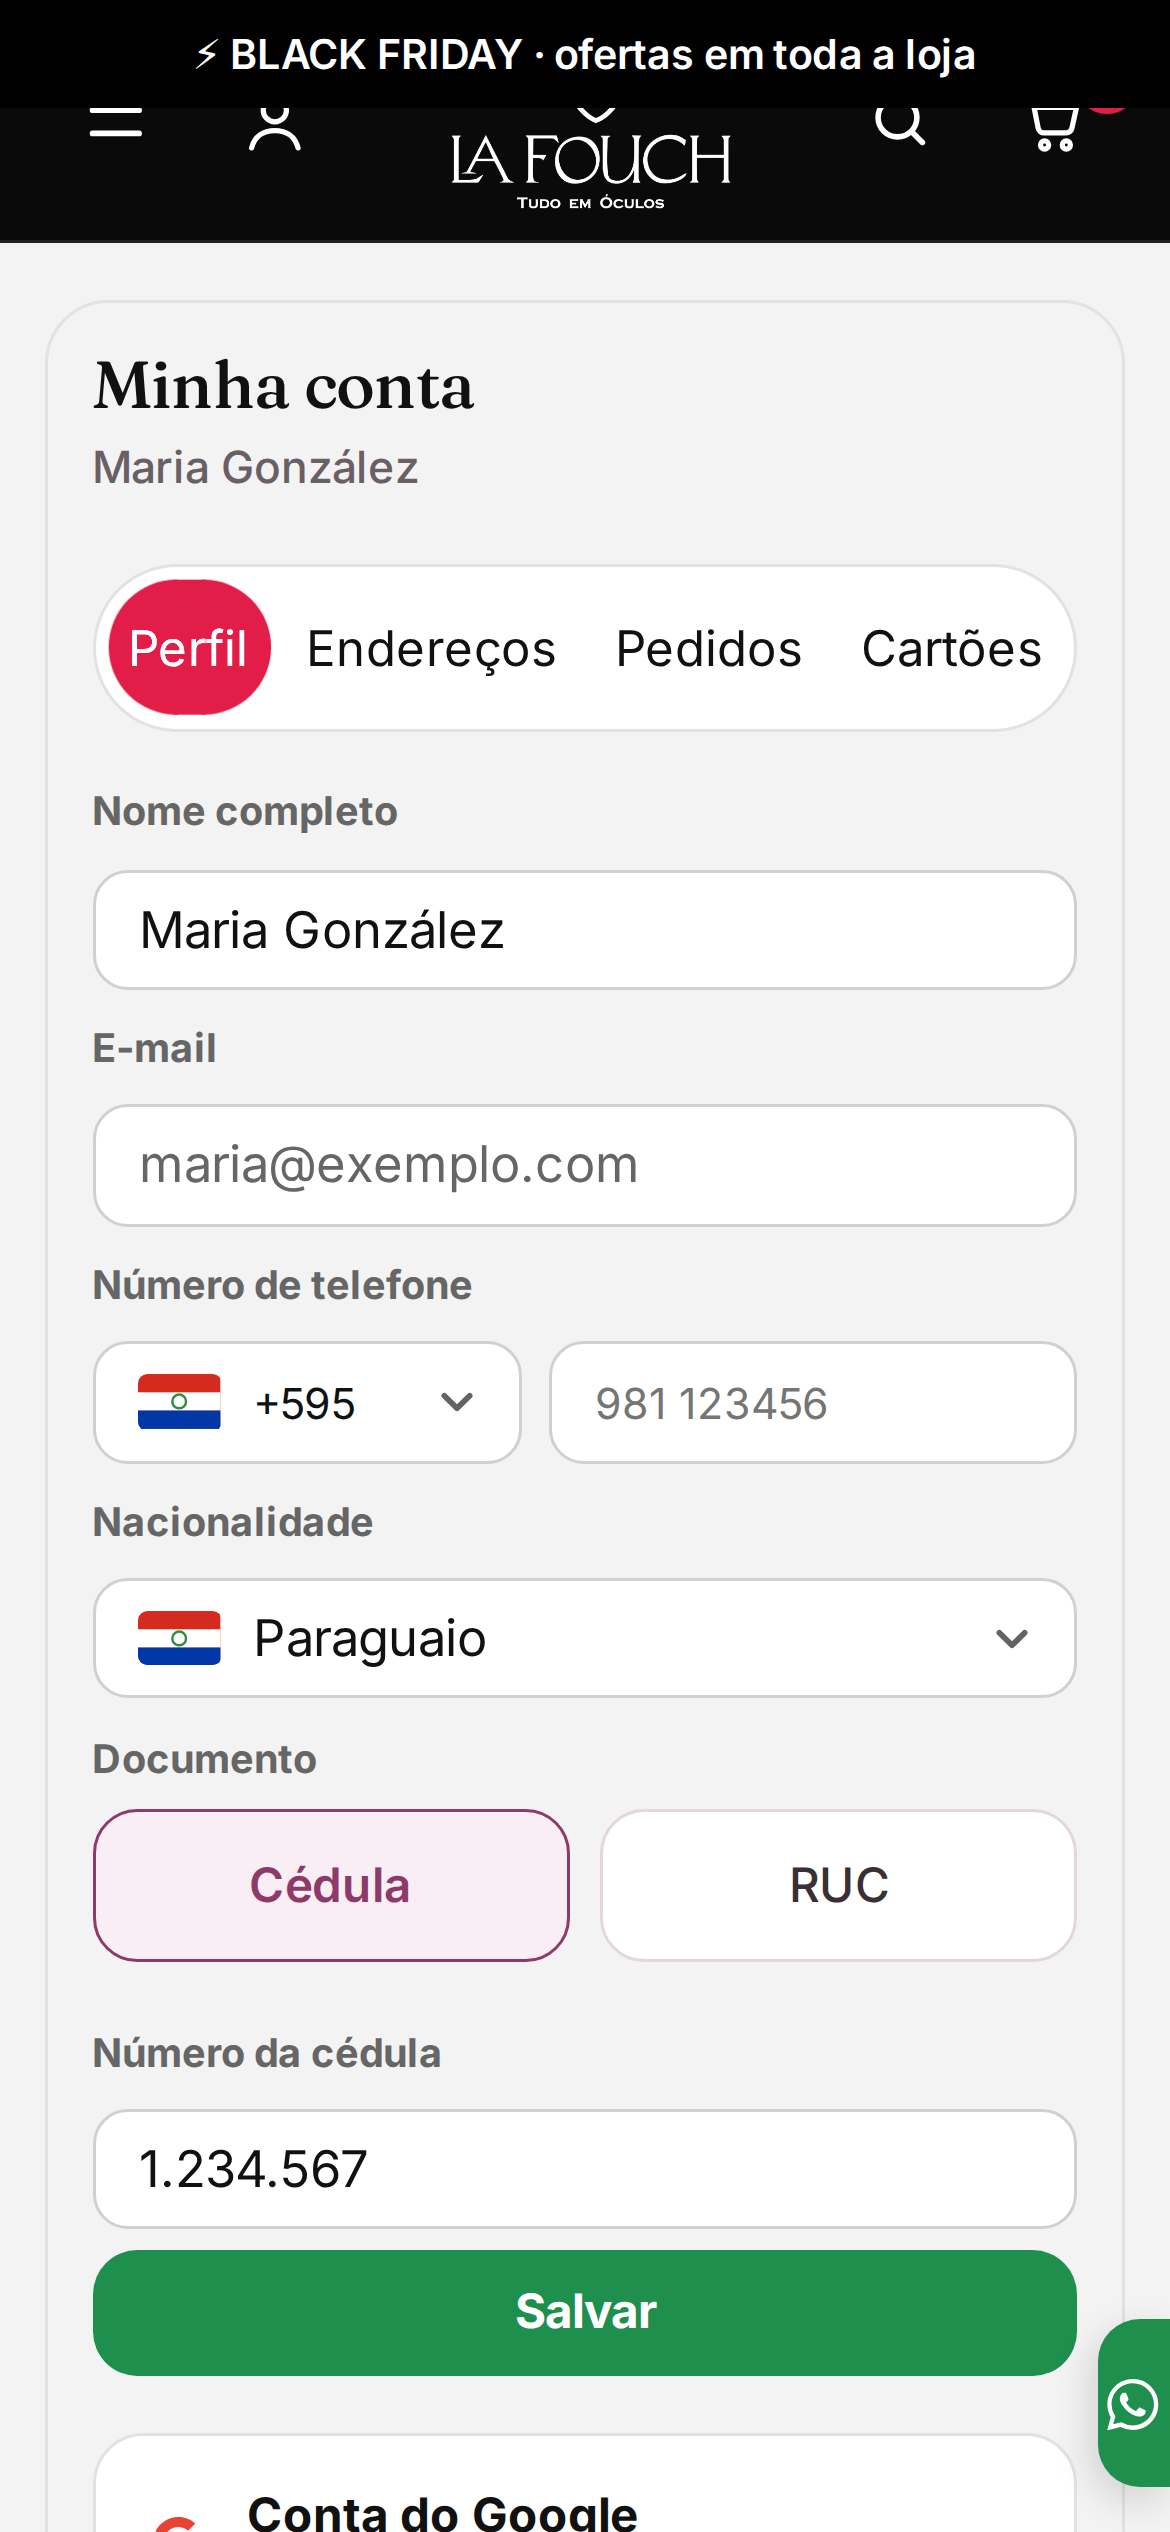 ⚡ BLACK FRIDAY · ofertas em toda a loja
LA FOUCH
Tudo em Óculos
Minha conta
Maria González
Perfil Endereços Pedidos Cartões
Nome completo
Maria González
E-mail
maria@exemplo.com
Número de telefone
+595 981 123456
Nacionalidade
Paraguaio
Documento
Cédula RUC
Número da cédula
1.234.567
Salvar
Conta do Google